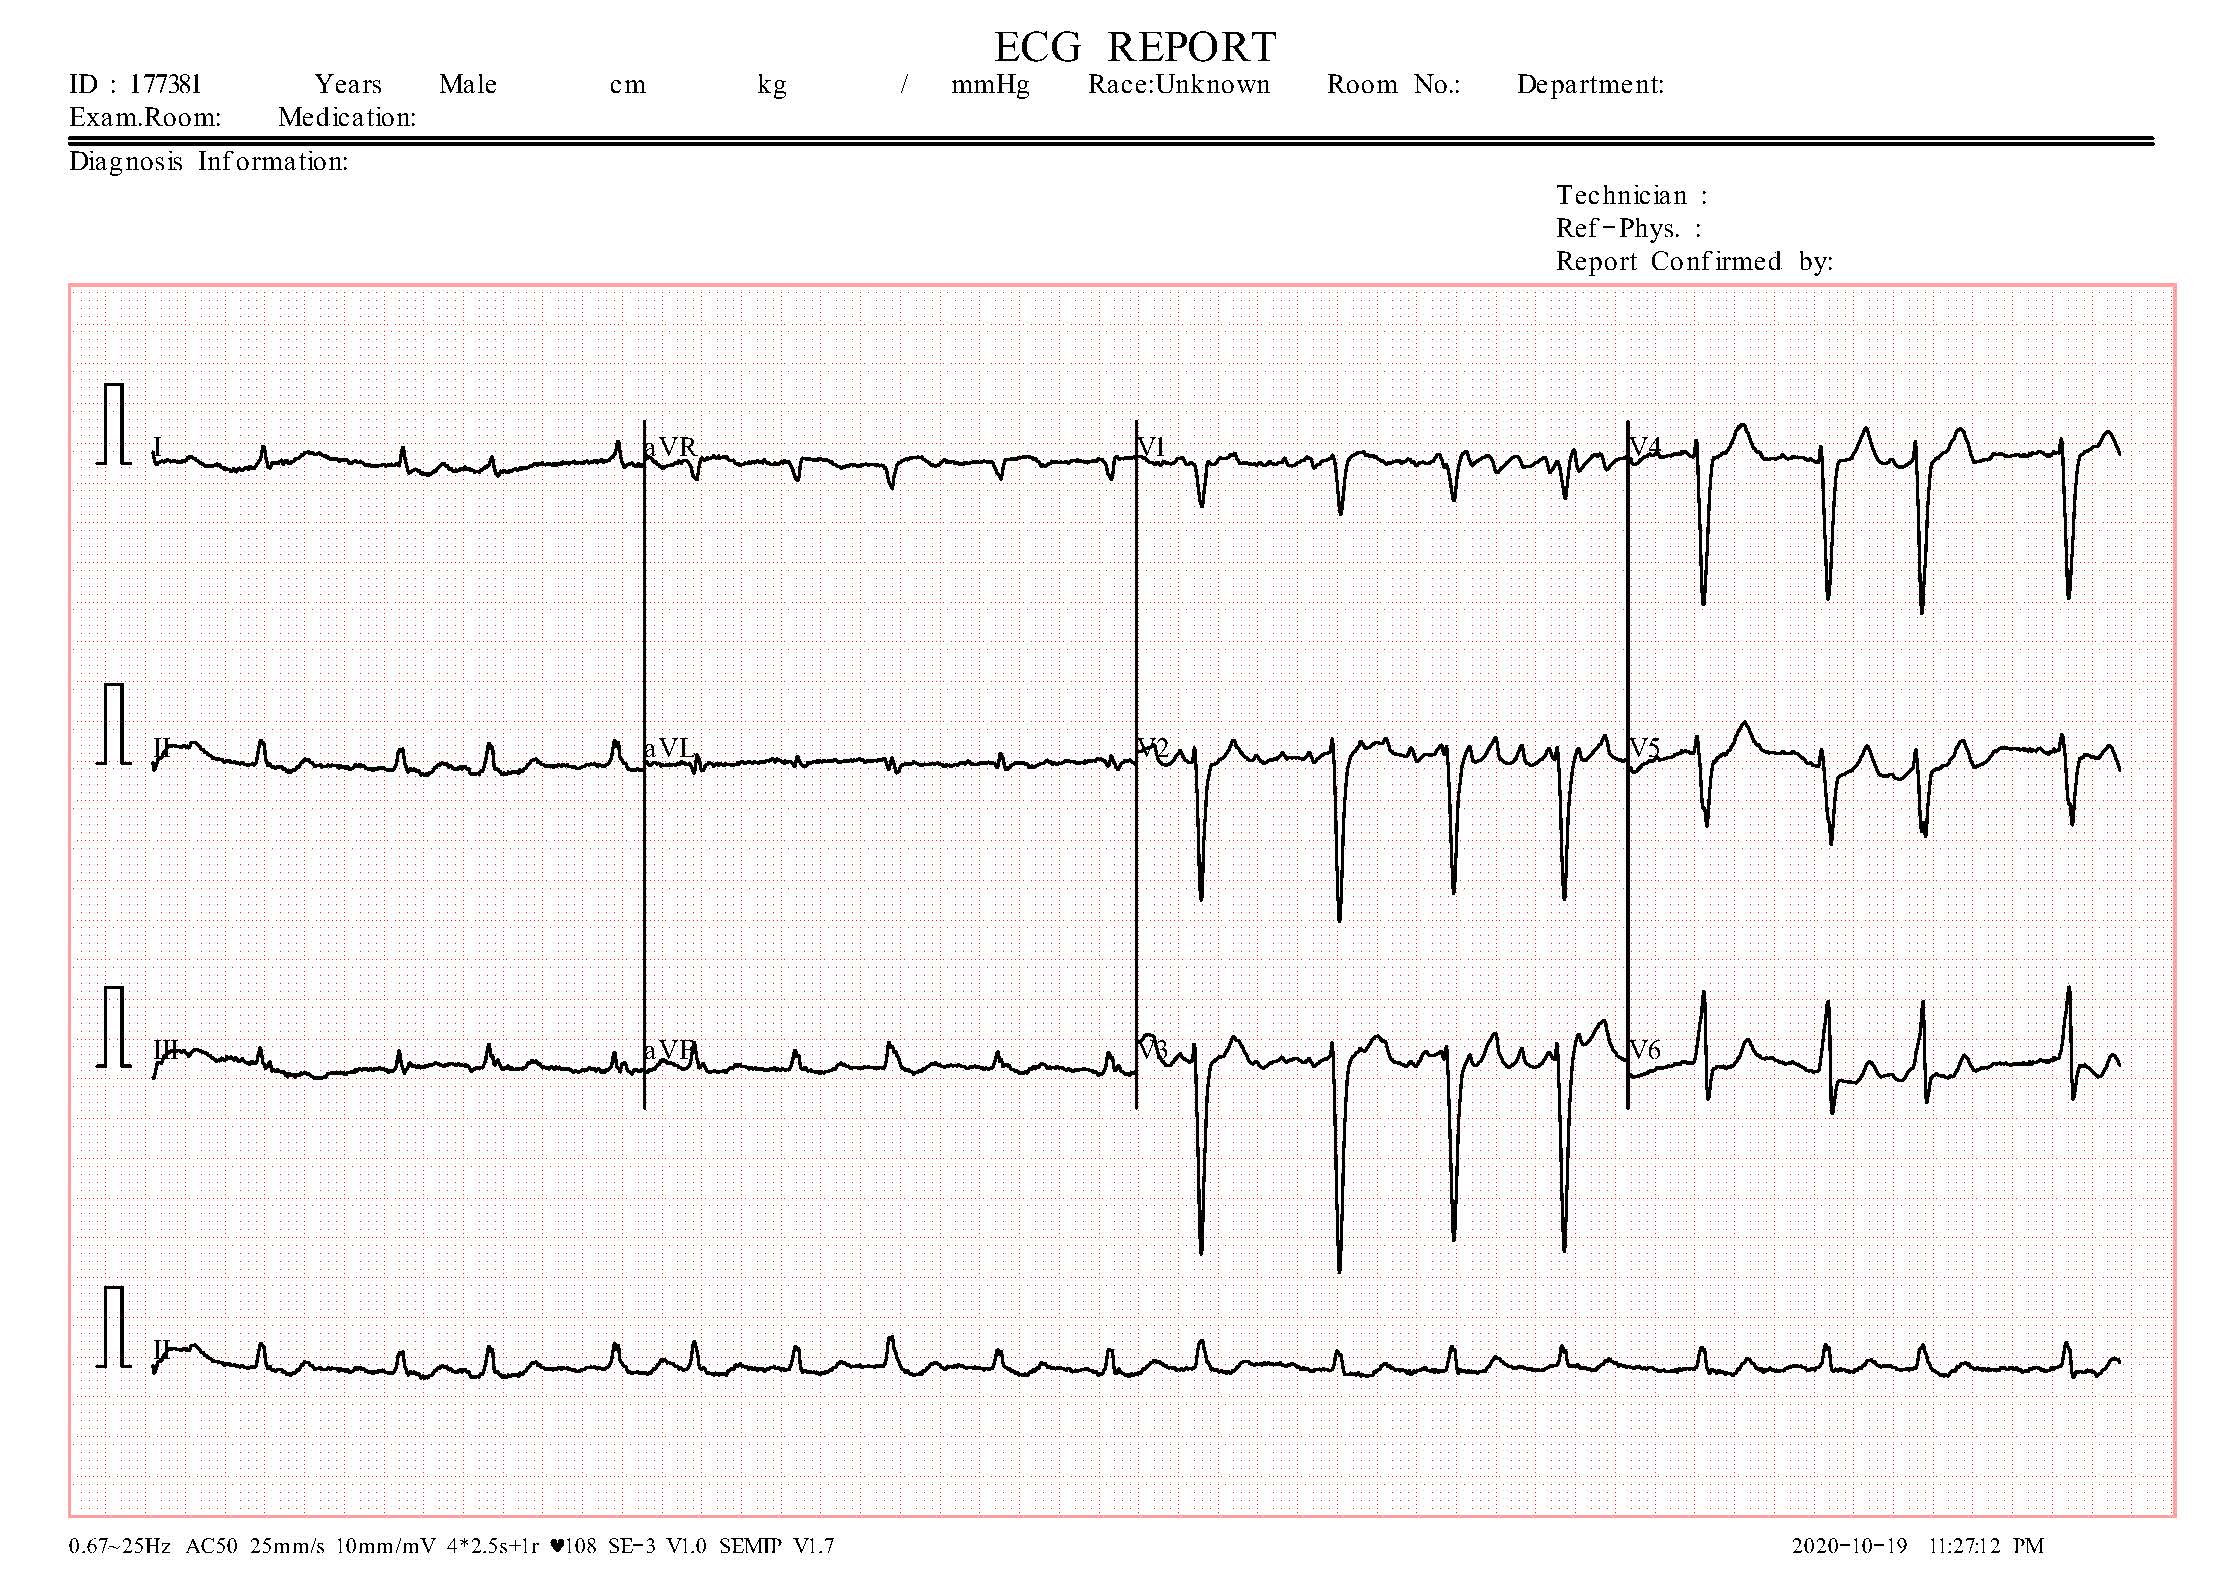 ECG REPORT
ID : 177381 Years Male cm kg / mmHg Race:Unknown Room No.: Department:
Exam.Room: Medication:
Diagnosis Information:
Technician :
Ref-Phys. :
Report Confirmed by:
I aVR V1 V4
II aVL V2 V5
III aVF V3 V6
II
0.67~25Hz AC50 25mm/s 10mm/mV 4*2.5s+1r ♥108 SE-3 V1.0 SEMIP V1.7
2020-10-19 11:27:12 PM